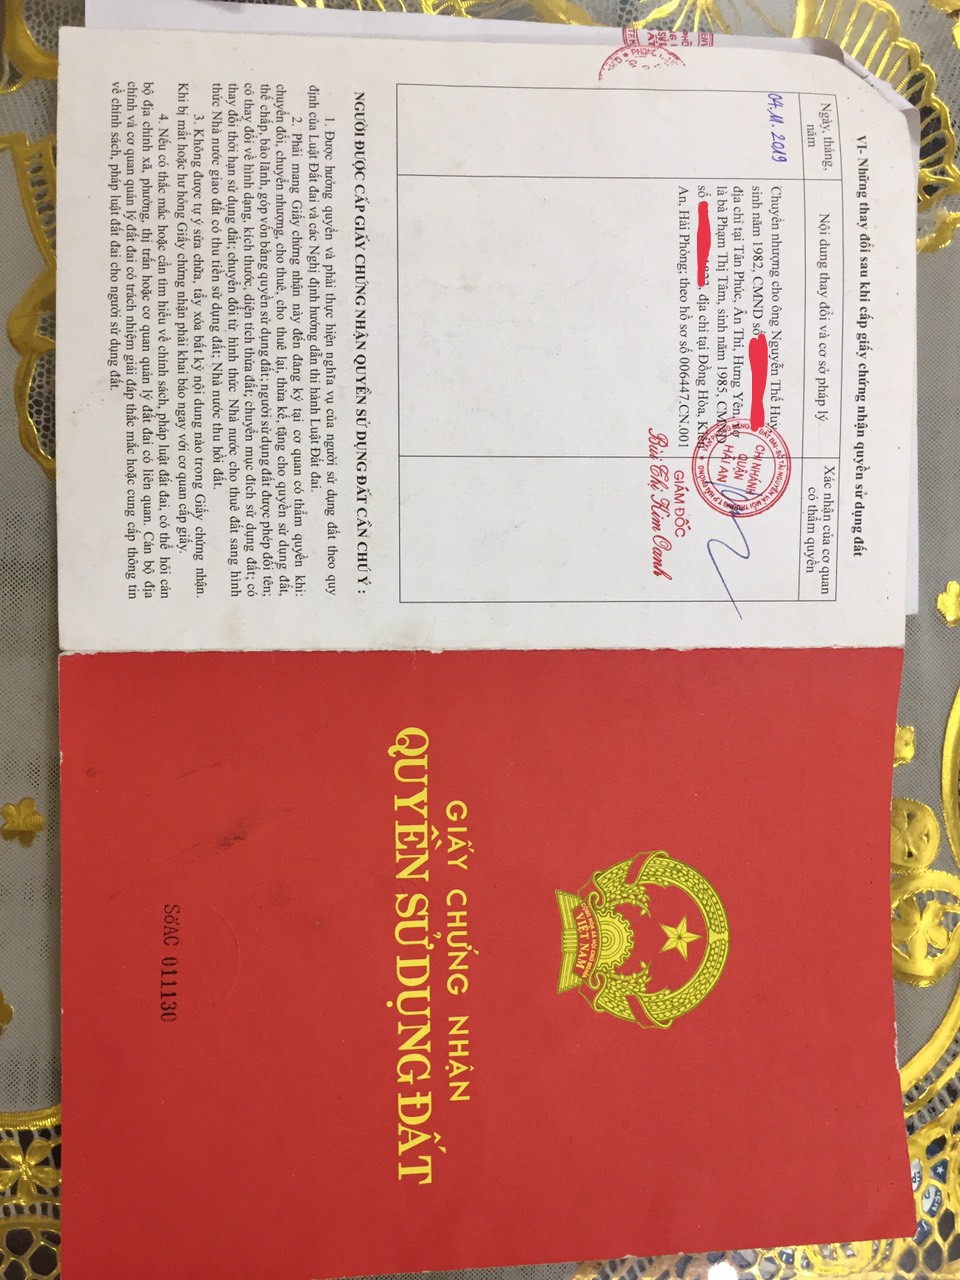 VI- Những thay đổi sau khi cấp giấy chứng nhận quyền sử dụng đất
Ngày, tháng, năm
Nội dung thay đổi và cơ sở pháp lý
Xác nhận của cơ quan có thẩm quyền
04.11.2019
Chuyển nhượng cho ông Nguyễn Thế Huy
sinh năm 1982, CMND số
địa chỉ tại Tân Phúc, Ân Thi, Hưng Yên,
là bà Phạm Thị Tâm, sinh năm 1985, CMND
số , địa chỉ tại Đồng Hòa, Kiến
An, Hải Phòng; theo hồ sơ số 006447.CN.001
CHI NHÁNH
QUẬN
HẢI AN
GIÁM ĐỐC
Bùi Thị Kim Oanh
NGƯỜI ĐƯỢC CẤP GIẤY CHỨNG NHẬN QUYỀN SỬ DỤNG ĐẤT CẦN CHÚ Ý :
1. Được hưởng quyền và phải thực hiện nghĩa vụ của người sử dụng đất theo quy
định của Luật Đất đai và các Nghị định hướng dẫn thi hành Luật Đất đai.
2. Phải mang Giấy chứng nhận này đến đăng ký tại cơ quan có thẩm quyền khi:
chuyển đổi, chuyển nhượng, cho thuê, cho thuê lại, thừa kế, tặng cho quyền sử dụng đất,
thế chấp, bảo lãnh, góp vốn bằng quyền sử dụng đất; người sử dụng đất được phép đổi tên;
có thay đổi về hình dạng, kích thước, diện tích thửa đất; chuyển mục đích sử dụng đất; có
thay đổi thời hạn sử dụng đất; chuyển đổi từ hình thức Nhà nước cho thuê đất sang hình
thức Nhà nước giao đất có thu tiền sử dụng đất; Nhà nước thu hồi đất.
3. Không được tự ý sửa chữa, tẩy xóa bất kỳ nội dung nào trong Giấy chứng nhận.
Khi bị mất hoặc hư hỏng Giấy chứng nhận phải khai báo ngay với cơ quan cấp giấy.
4. Nếu có thắc mắc hoặc cần tìm hiểu về chính sách, pháp luật đất đai, có thể hỏi cán
bộ địa chính xã, phường, thị trấn hoặc cơ quan quản lý đất đai có liên quan. Cán bộ địa
chính và cơ quan quản lý đất đai có trách nhiệm giải đáp thắc mắc hoặc cung cấp thông tin
về chính sách, pháp luật đất đai cho người sử dụng đất.
CỘNG HÒA XÃ HỘI CHỦ NGHĨA
VIỆT NAM
GIẤY CHỨNG NHẬN
QUYỀN SỬ DỤNG ĐẤT
Số AC 011130